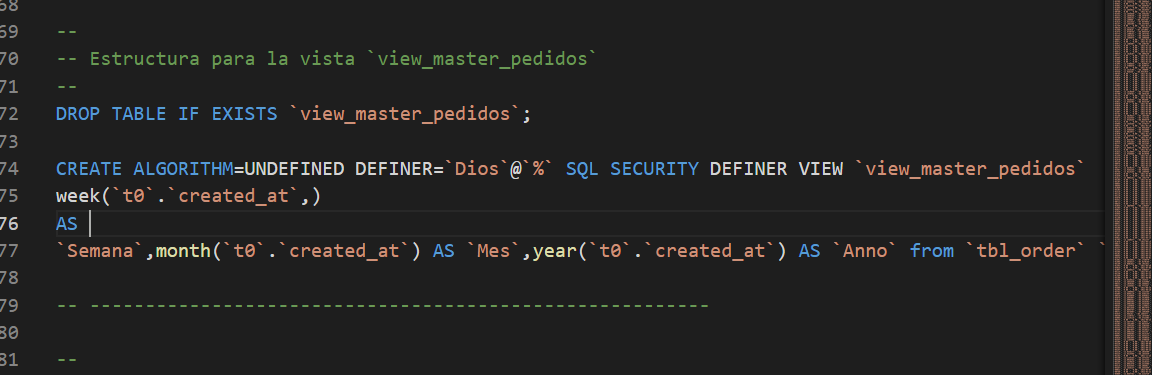 68
69 --
70 -- Estructura para la vista `view_master_pedidos`
71 --
72 DROP TABLE IF EXISTS `view_master_pedidos`;
73
74 CREATE ALGORITHM=UNDEFINED DEFINER=`Dios`@`%` SQL SECURITY DEFINER VIEW `view_master_pedidos`
75 week(`t0`.`created_at`,)
76 AS
77 `Semana`,month(`t0`.`created_at`) AS `Mes`,year(`t0`.`created_at`) AS `Anno` from `tbl_order` `
78
79 -- --------------------------------------------------------
80
81 --